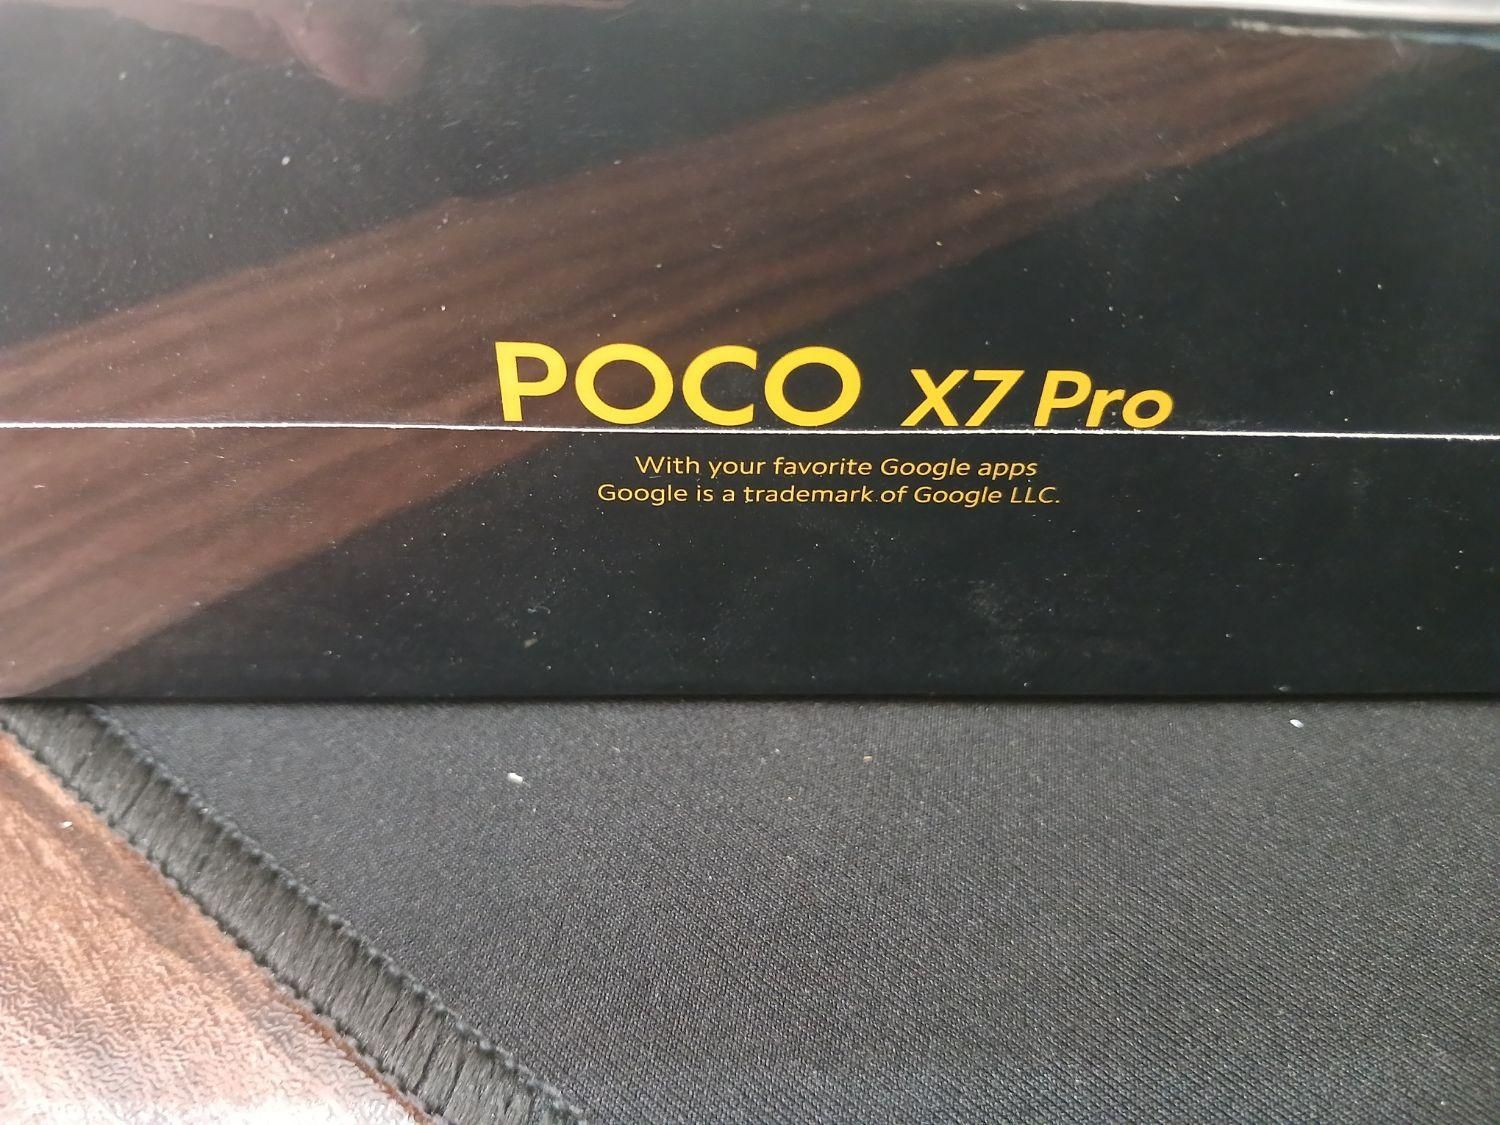 POCO X7 Pro
With your favorite Google apps
Google is a trademark of Google LLC.